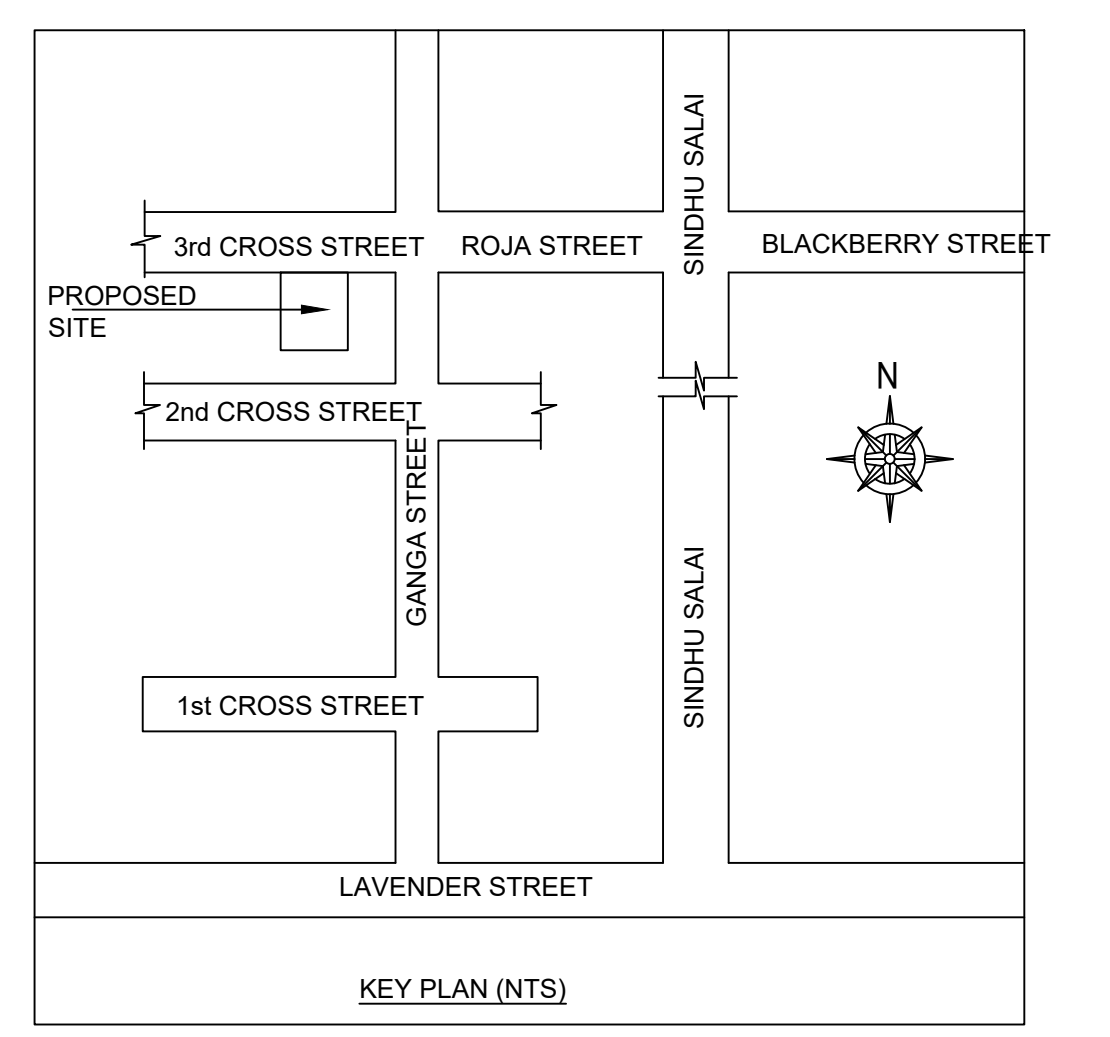 SINDHU SALAI
3rd CROSS STREET
ROJA STREET
BLACKBERRY STREET
PROPOSED
SITE
N
2nd CROSS STREET
GANGA STREET
SINDHU SALAI
1st CROSS STREET
LAVENDER STREET
KEY PLAN (NTS)